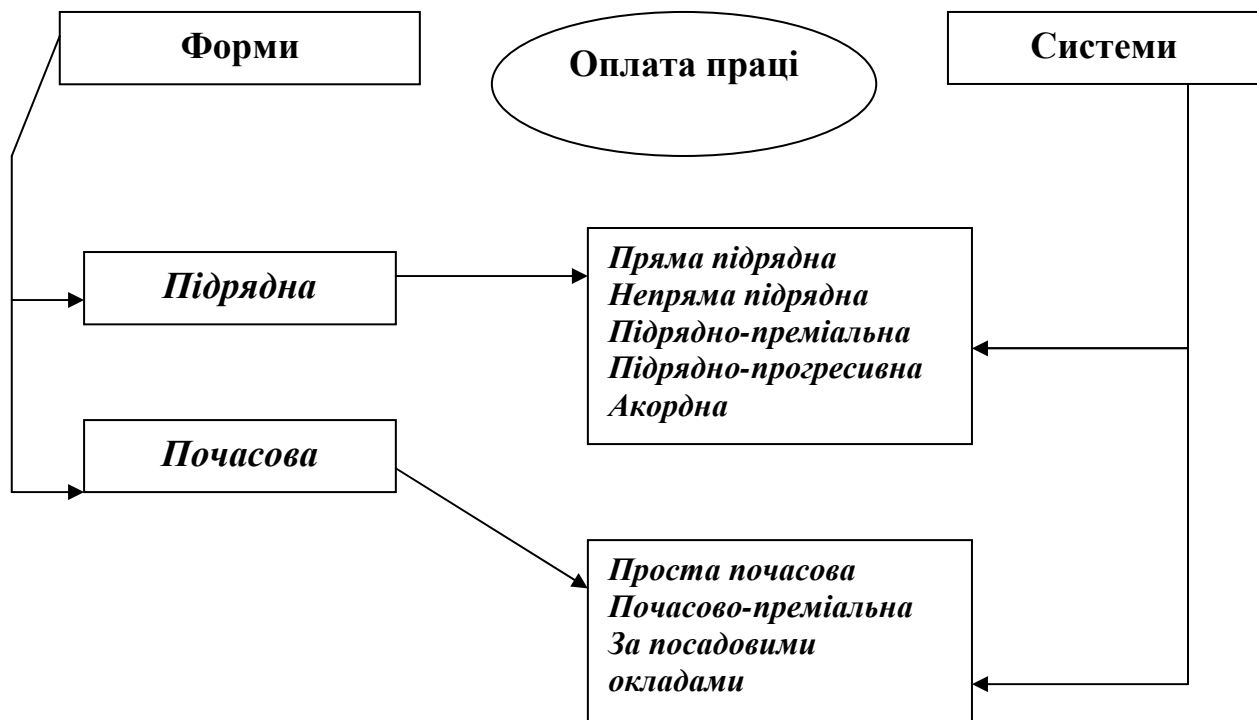 Форми
Оплата праці
Системи
Підрядна
Пряма підрядна
Непряма підрядна
Підрядно-преміальна
Підрядно-прогресивна
Акордна
Почасова
Проста почасова
Почасово-преміальна
За посадовими
окладами